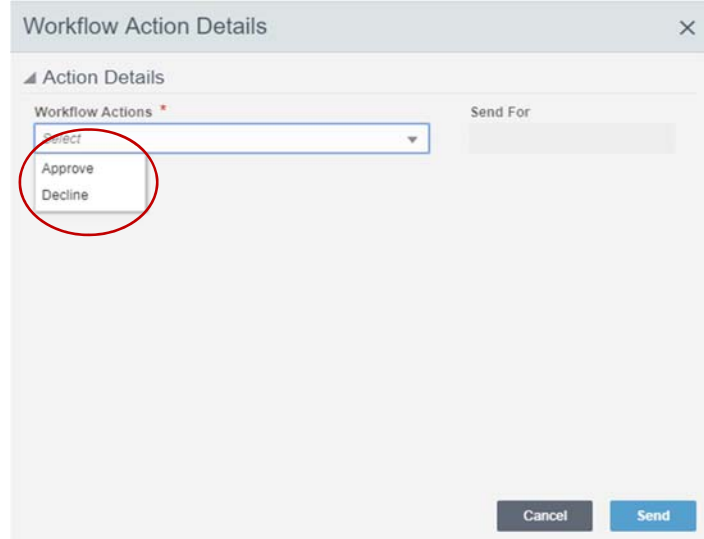 Workflow Action Details
Action Details
Workflow Actions * Send For
Select
Approve
Decline
Cancel Send